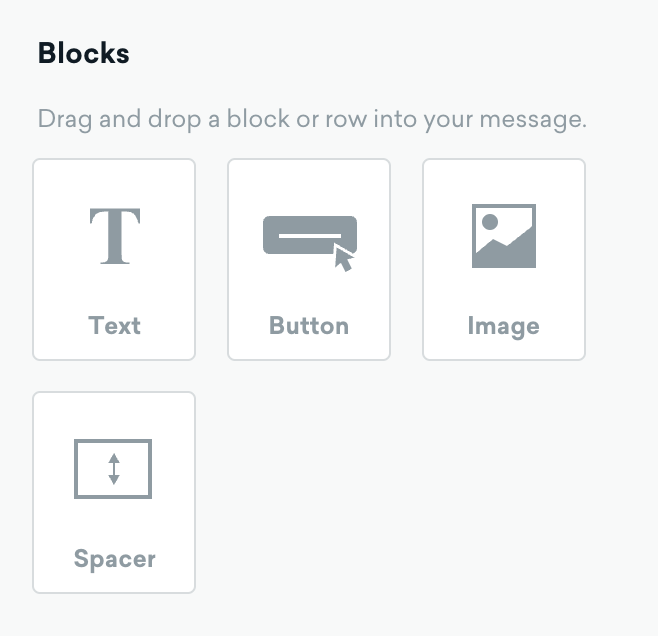 Blocks
Drag and drop a block or row into your message.
Text
Button
Image
Spacer